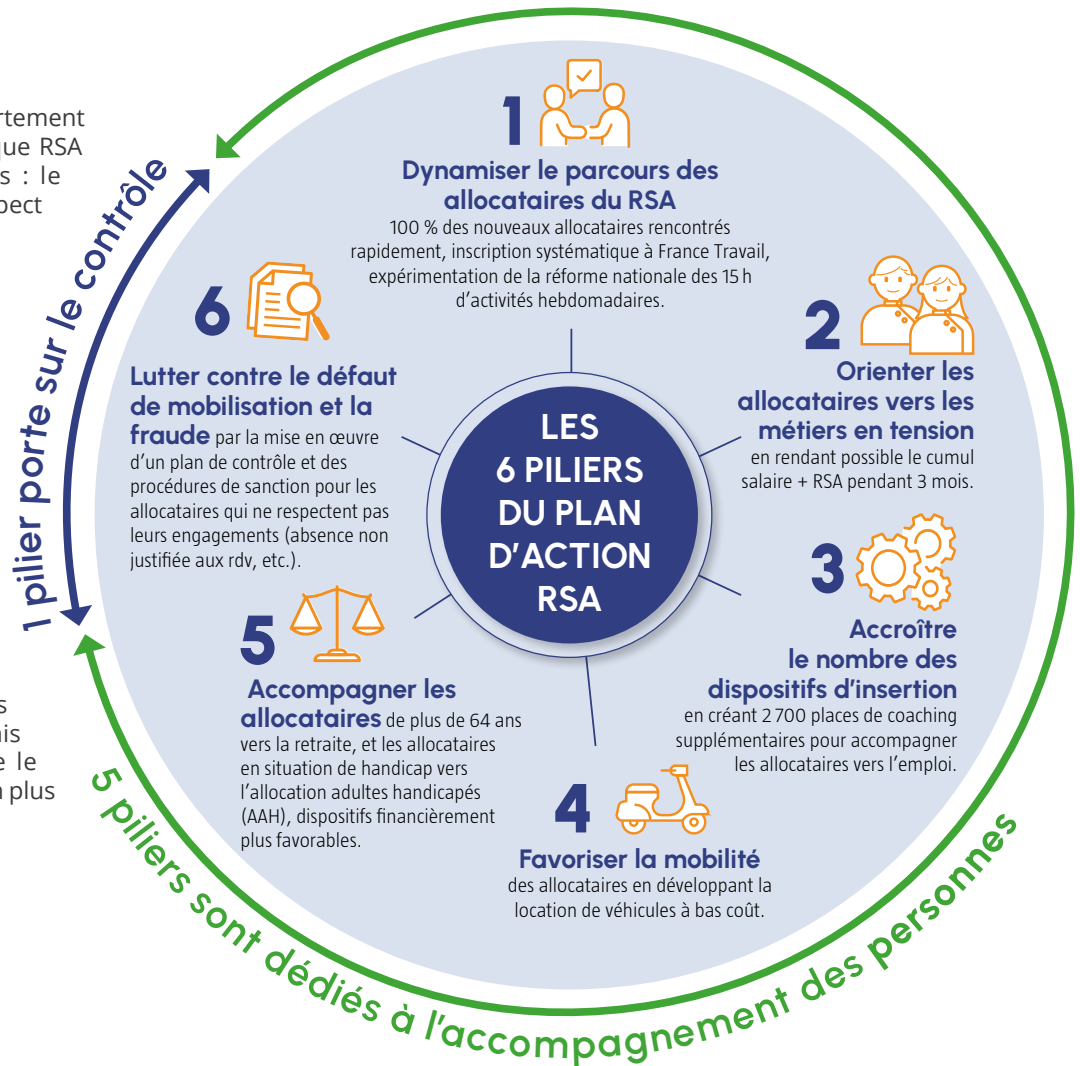 rtement
que RSA
s : le
pect
s
is
e le
n plus
1 pilier porte sur le contrôle
5 piliers sont dédiés à l'accompagnement des personnes
LES
6 PILIERS
DU PLAN
D'ACTION
RSA
1
Dynamiser le parcours des
allocataires du RSA
100 % des nouveaux allocataires rencontrés
rapidement, inscription systématique à France Travail,
expérimentation de la réforme nationale des 15 h
d'activités hebdomadaires.
2
Orienter les
allocataires vers les
métiers en tension
en rendant possible le cumul
salaire + RSA pendant 3 mois.
3
Accroître
le nombre des
dispositifs d'insertion
en créant 2 700 places de coaching
supplémentaires pour accompagner
les allocataires vers l'emploi.
4
Favoriser la mobilité
des allocataires en développant la
location de véhicules à bas coût.
5
Accompagner les
allocataires de plus de 64 ans
vers la retraite, et les allocataires
en situation de handicap vers
l'allocation adultes handicapés
(AAH), dispositifs financièrement
plus favorables.
6
Lutter contre le défaut
de mobilisation et la
fraude par la mise en œuvre
d'un plan de contrôle et des
procédures de sanction pour les
allocataires qui ne respectent pas
leurs engagements (absence non
justifiée aux rdv, etc.).